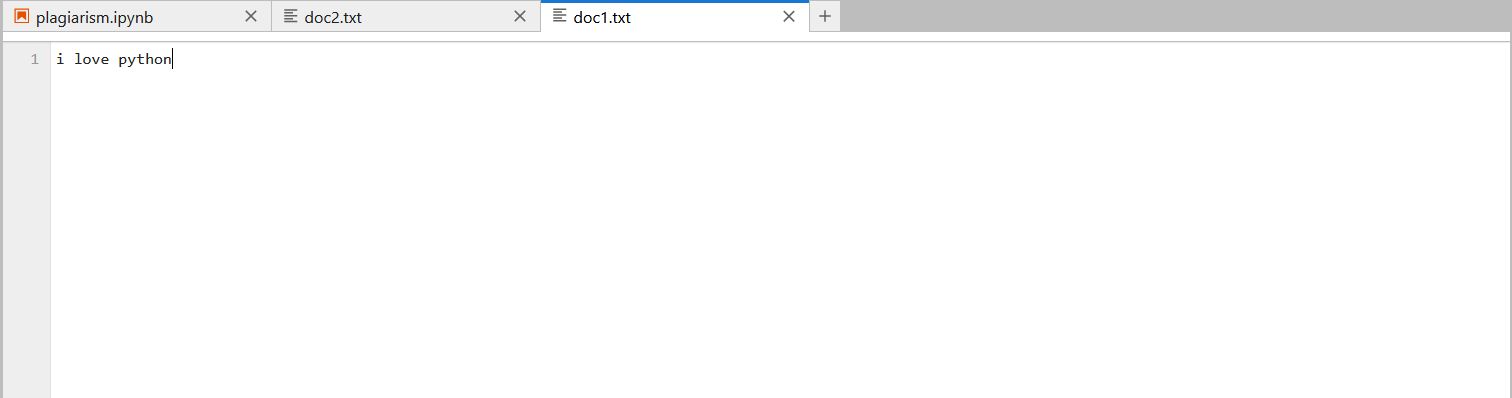 plagiarism.ipynb doc2.txt doc1.txt
1 i love python